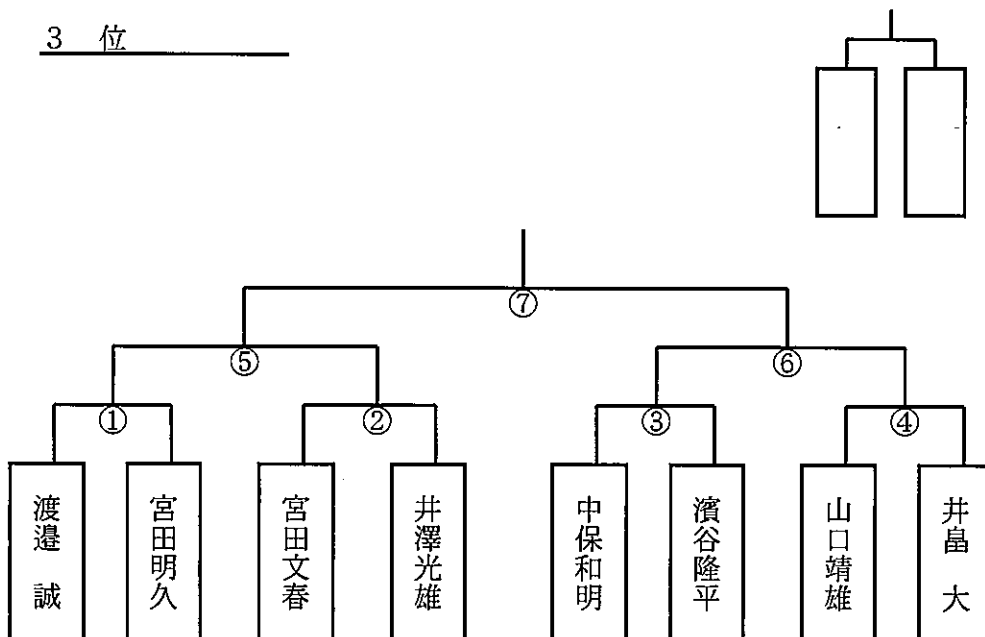 3 位
⑦
⑤
⑥
①
②
③
④
渡邉 誠
宮田明久
宮田文春
井澤光雄
中保和明
濱谷隆平
山口靖雄
井畠 大